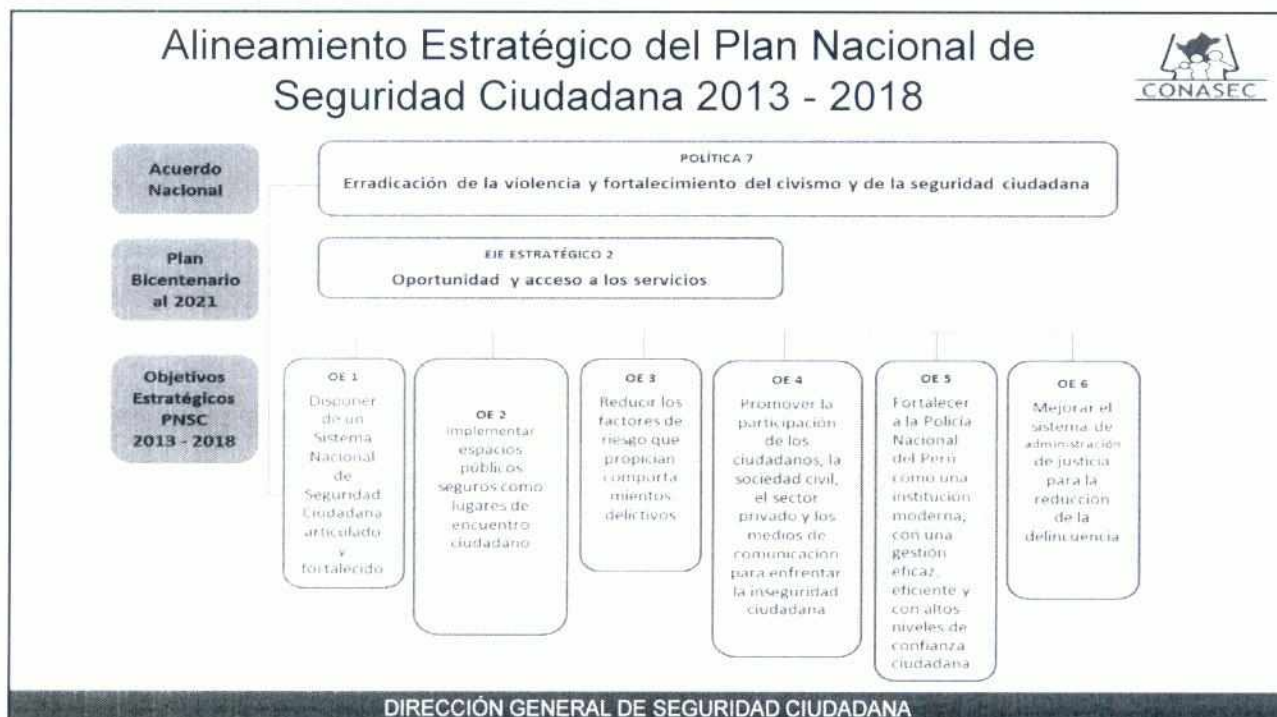 Alineamiento Estratégico del Plan Nacional de
Seguridad Ciudadana 2013 - 2018
CONASEC
Acuerdo
Nacional
POLÍTICA 7
Erradicación de la violencia y fortalecimiento del civismo y de la seguridad ciudadana
Plan
Bicentenario
al 2021
EJE ESTRATÉGICO 2
Oportunidad y acceso a los servicios
Objetivos
Estratégicos
PNSC
2013 - 2018
OE 1
Disponer
de un
Sistema
Nacional
de
Seguridad
Ciudadana
articulado
y
fortalecido
OE 2
implementar
espacios
públicos
seguros como
lugares de
encuentro
ciudadano
OE 3
Reducir los
factores de
riesgo que
propician
comporta
mientos
delictivos
OE 4
Promover la
participación
de los
ciudadanos, la
sociedad civil,
el sector
privado y los
medios de
comunicación
para enfrentar
la inseguridad
ciudadana
OE 5
Fortalecer
a la Policía
Nacional
del Perú
como una
institución
moderna,
con una
gestión
eficaz,
eficiente y
con altos
niveles de
confianza
ciudadana
OE 6
Mejorar el
sistema de
administración
de justicia
para la
reducción
de la
delincuencia
DIRECCIÓN GENERAL DE SEGURIDAD CIUDADANA